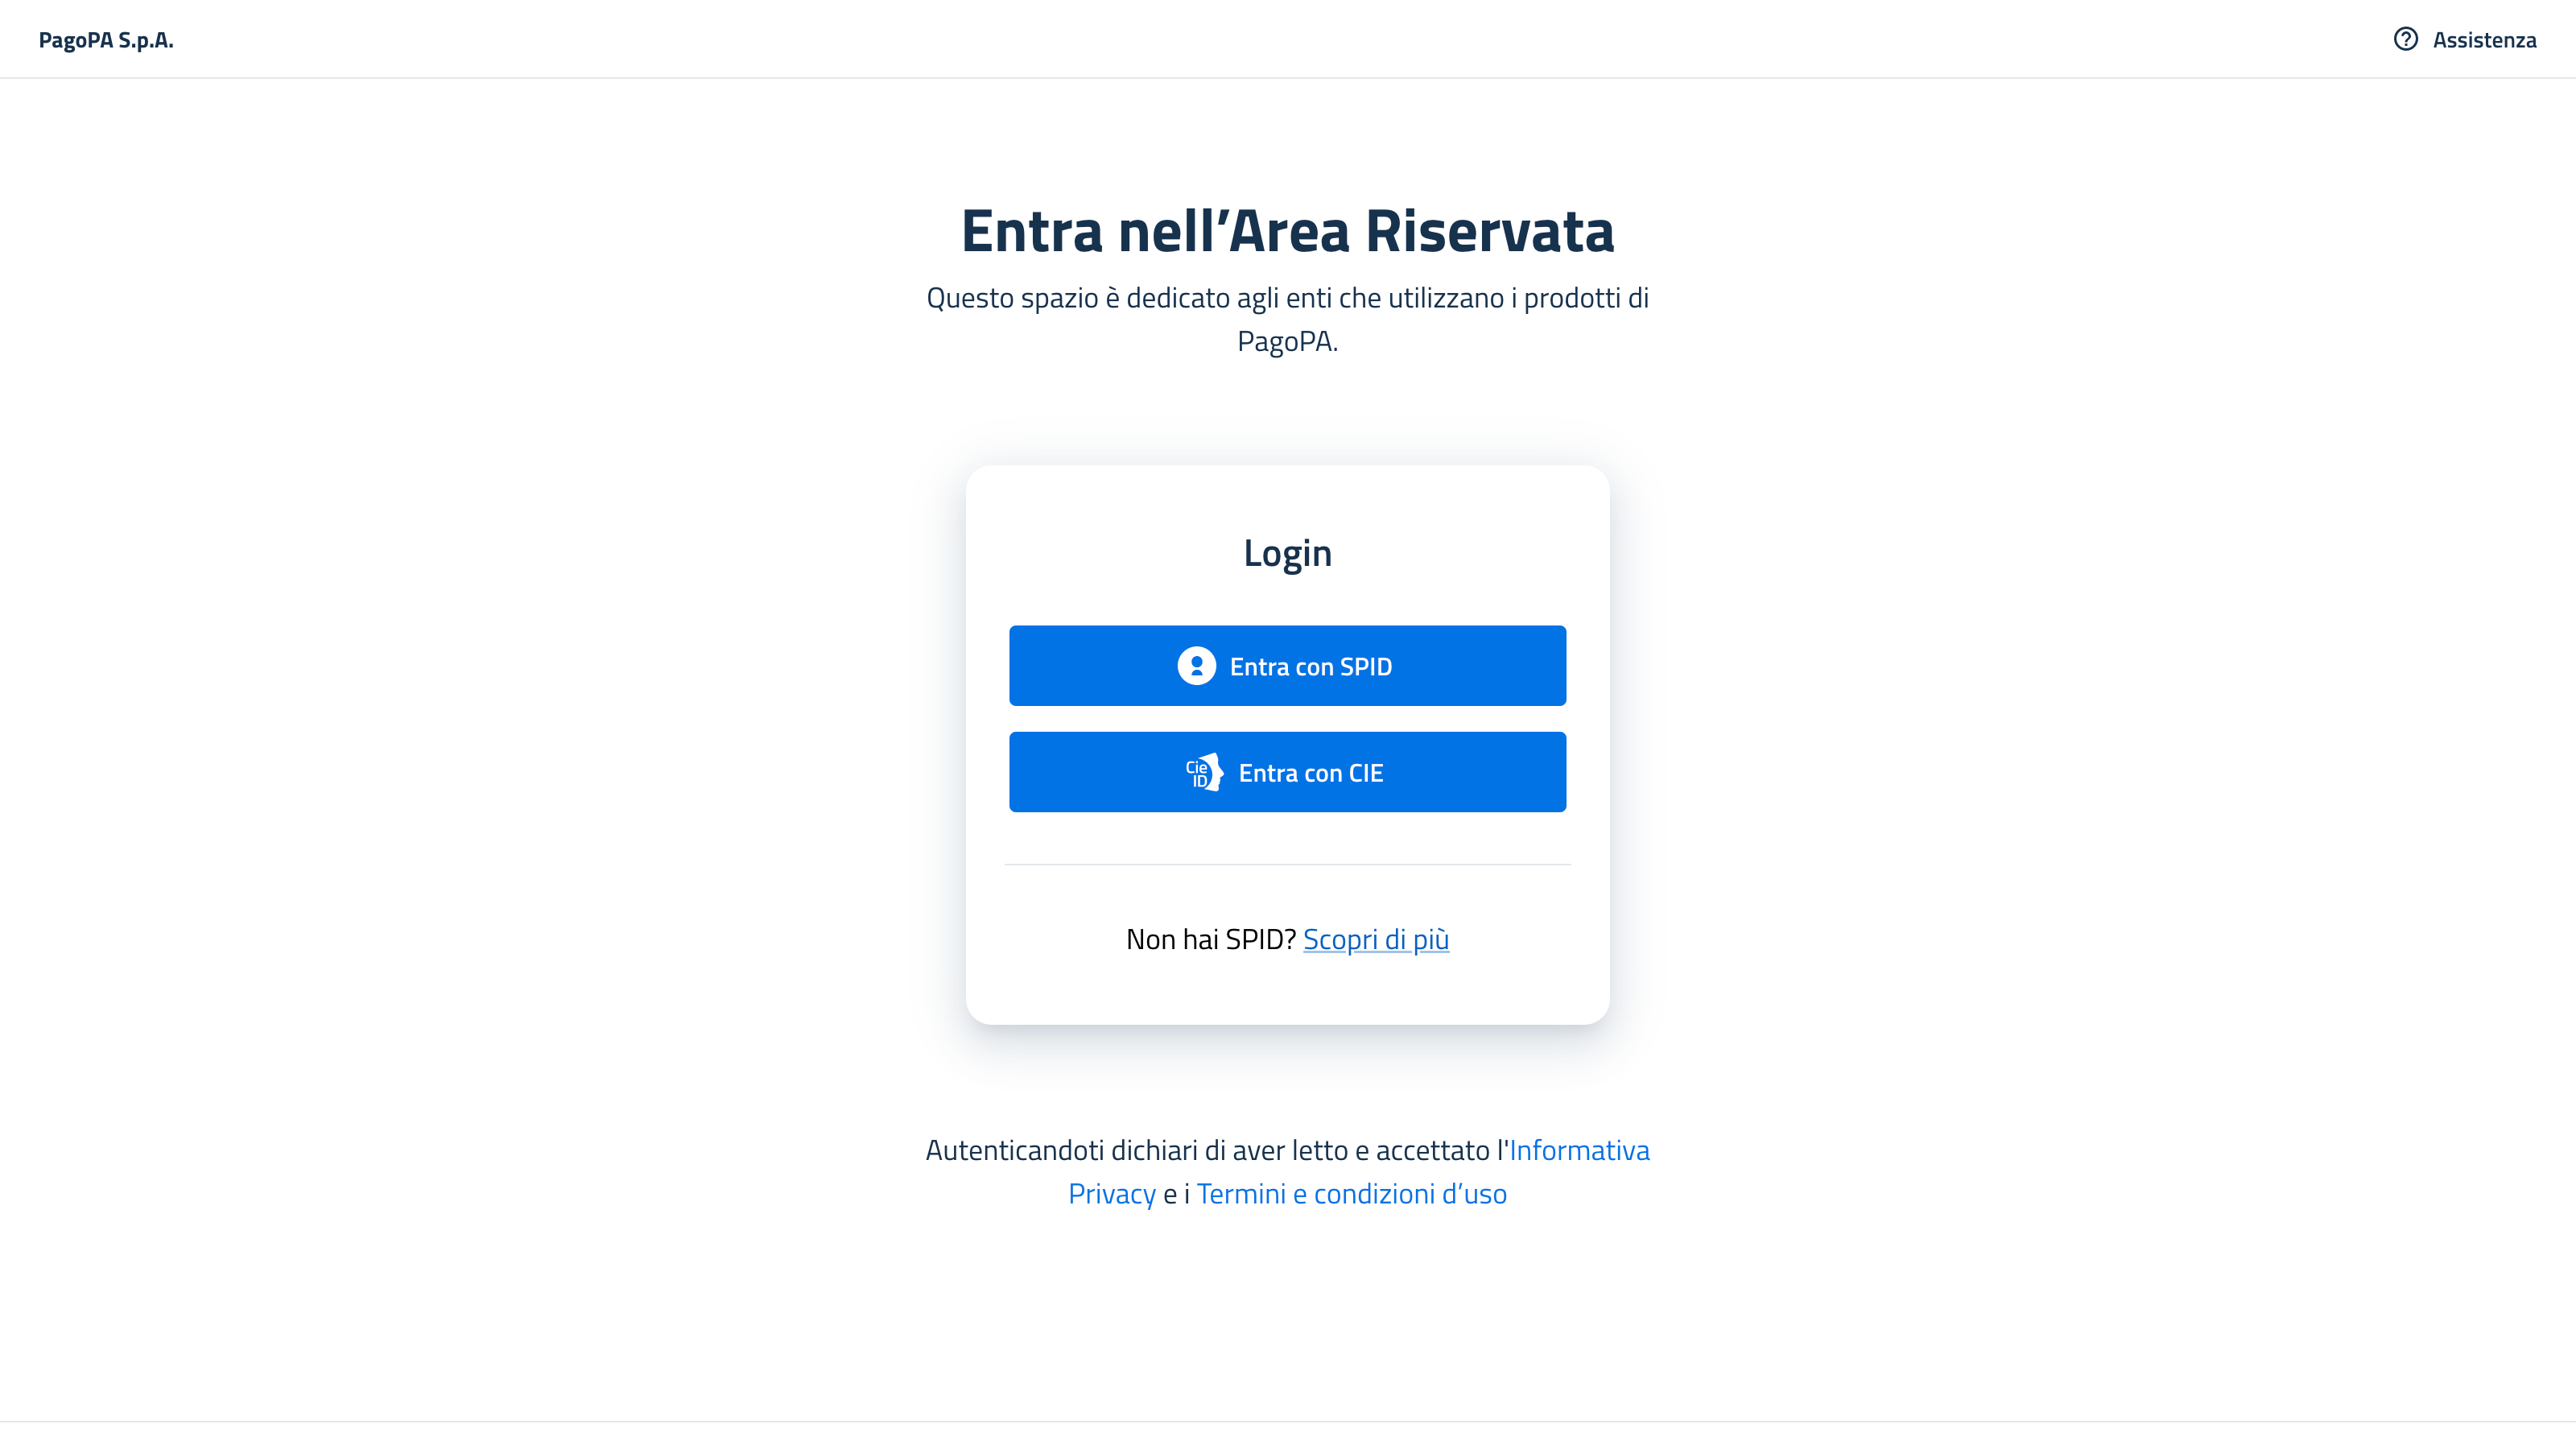 PagoPA S.p.A.
Assistenza
Entra nell’Area Riservata
Questo spazio è dedicato agli enti che utilizzano i prodotti di
PagoPA.
Login
Entra con SPID
Cie
ID
Entra con CIE
Non hai SPID? Scopri di più
Autenticandoti dichiari di aver letto e accettato l'Informativa
Privacy e i Termini e condizioni d’uso